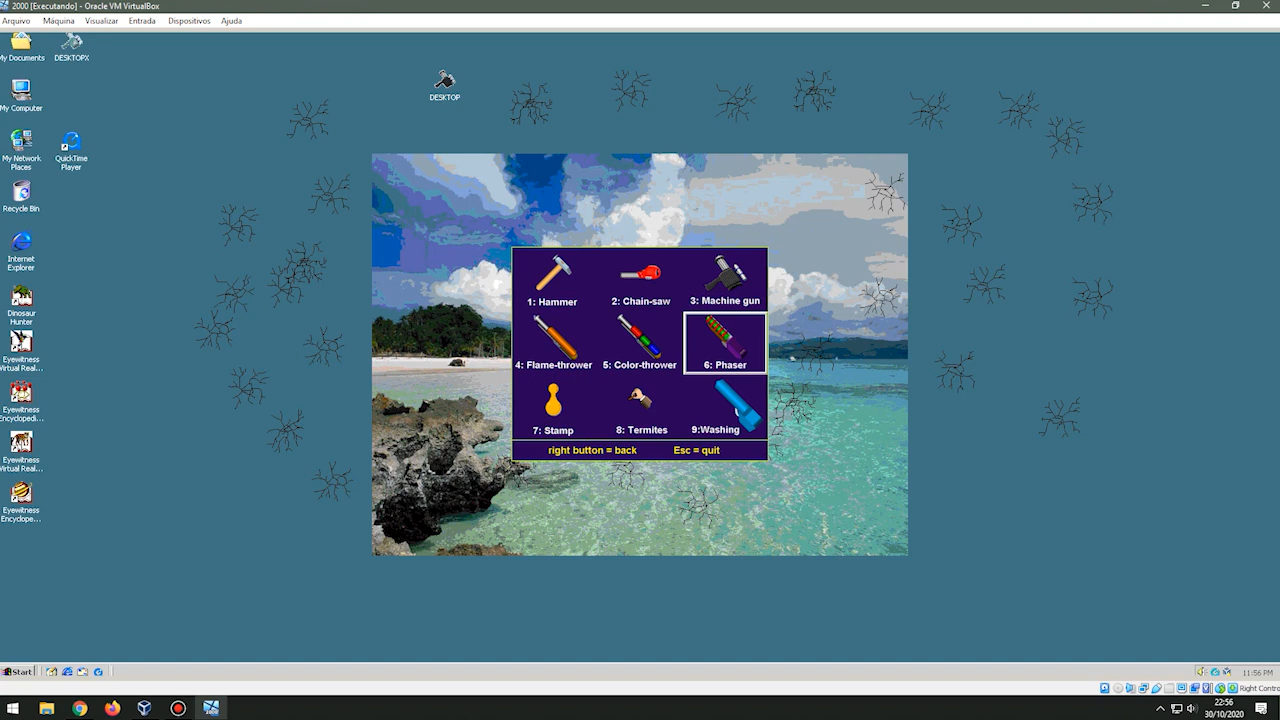 2000 [Executando] - Oracle VM VirtualBox
Arquivo Máquina Visualizar Entrada Dispositivos Ajuda
My Documents
DESKTOPX
DESKTOP
My Computer
My Network
Places
QuickTime
Player
Recycle Bin
Internet
Explorer
Dinosaur
Hunter
Eyewitness
Virtual Real...
Eyewitness
Encyclopedi...
Eyewitness
Virtual Real...
Eyewitness
Encyclope...
1: Hammer
2: Chain-saw
3: Machine gun
4: Flame-thrower
5: Color-thrower
6: Phaser
7: Stamp
8: Termites
9:Washing
right button = back
Esc = quit
Start
11:56 PM
Right Contro
22:56
30/10/2020